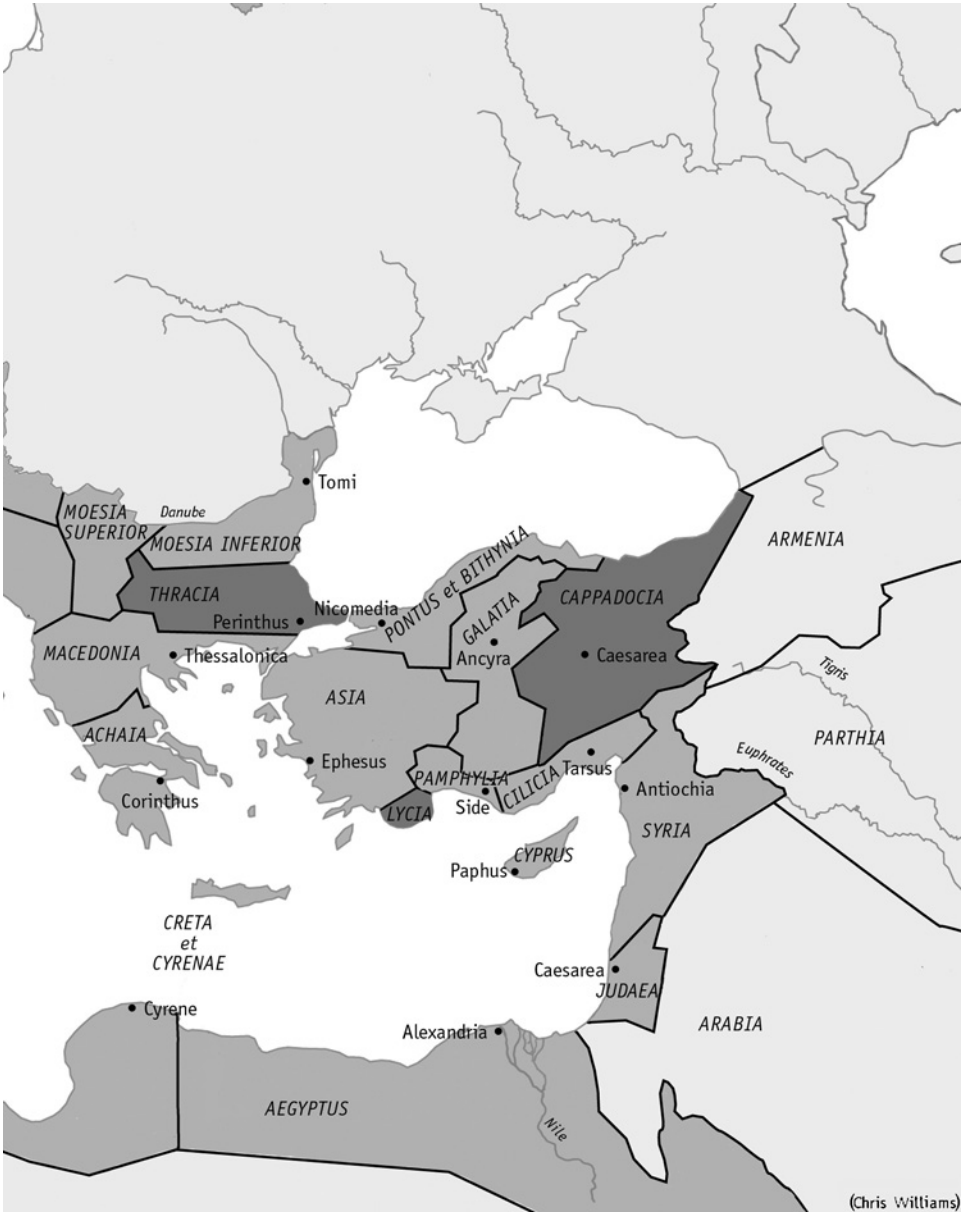 Tomi
MOESIA
SUPERIOR
Danube
MOESIA INFERIOR
ARMENIA
THRACIA
Nicomedia
PONTUS et BITHYNIA
GALATIA
CAPPADOCIA
Perinthus
MACEDONIA
Thessalonica
Ancyra
Caesarea
Tigris
ASIA
ACHAIA
PARTHIA
Euphrates
Ephesus
Tarsus
PAMPHYLIA
CILICIA
Antiochia
Corinthus
LYCIA
Side
SYRIA
CYPRUS
Paphus
CRETA
et
CYRENAE
Caesarea
JUDAEA
Cyrene
Alexandria
ARABIA
AEGYPTUS
Nile
(Chris Williams)